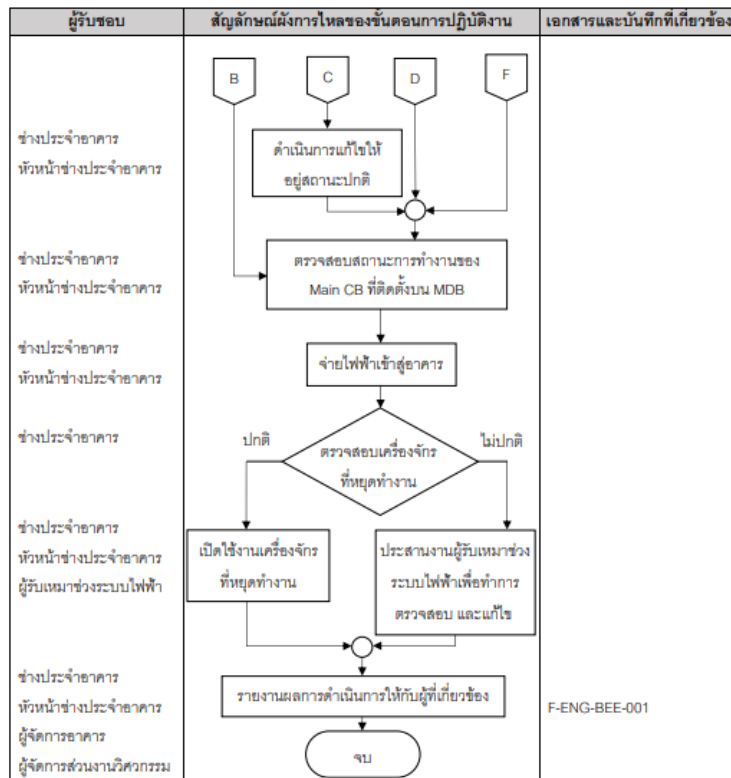 ผู้รับชอบ
สัญลักษณ์ผังการไหลของขั้นตอนการปฏิบัติงาน
เอกสารและบันทึกที่เกี่ยวข้อง
B
C
D
F
ช่างประจำอาคาร
หัวหน้าช่างประจำอาคาร
ดำเนินการแก้ไขให้
อยู่สถานะปกติ
ช่างประจำอาคาร
หัวหน้าช่างประจำอาคาร
ตรวจสอบสถานะการทำงานของ
Main CB ที่ติดตั้งบน MDB
ช่างประจำอาคาร
หัวหน้าช่างประจำอาคาร
จ่ายไฟฟ้าเข้าสู่อาคาร
ช่างประจำอาคาร
ปกติ
ไม่ปกติ
ตรวจสอบเครื่องจักร
ที่หยุดทำงาน
ช่างประจำอาคาร
หัวหน้าช่างประจำอาคาร
ผู้รับเหมาช่วงระบบไฟฟ้า
เปิดใช้งานเครื่องจักร
ที่หยุดทำงาน
ประสานงานผู้รับเหมาช่วง
ระบบไฟฟ้าเพื่อทำการ
ตรวจสอบ และแก้ไข
ช่างประจำอาคาร
หัวหน้าช่างประจำอาคาร
ผู้จัดการอาคาร
ผู้จัดการส่วนงานวิศวกรรม
รายงานผลการดำเนินการให้กับผู้ที่เกี่ยวข้อง
F-ENG-BEE-001
จบ